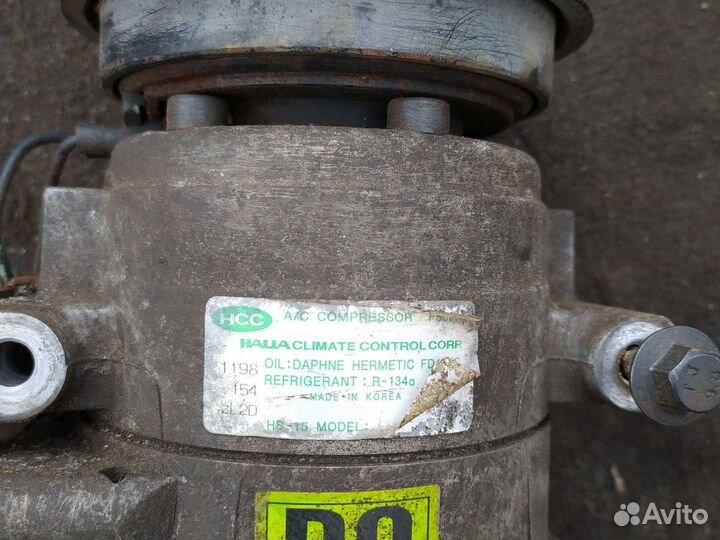 HCC A/C COMPRESSOR
HALLA CLIMATE CONTROL CORP
1198 OIL: DAPHNE HERMETIC FD
REFRIGERANT : R-134a
154
MADE IN KOREA
HS-15 MODEL:
Avito